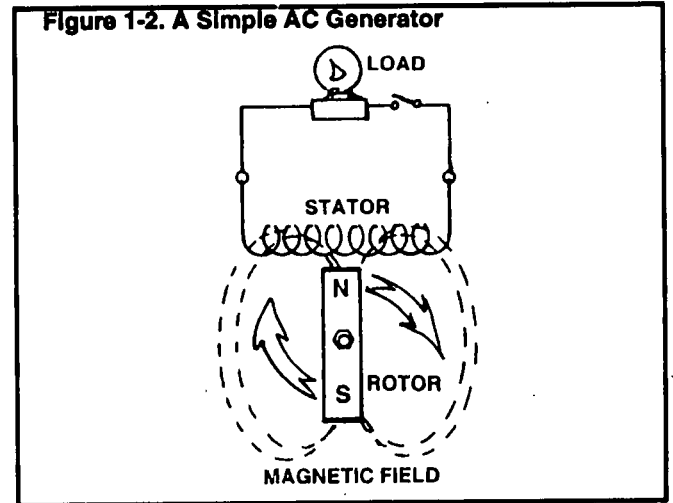 Figure 1-2. A Simple AC Generator
LOAD
STATOR
N
S
ROTOR
MAGNETIC FIELD